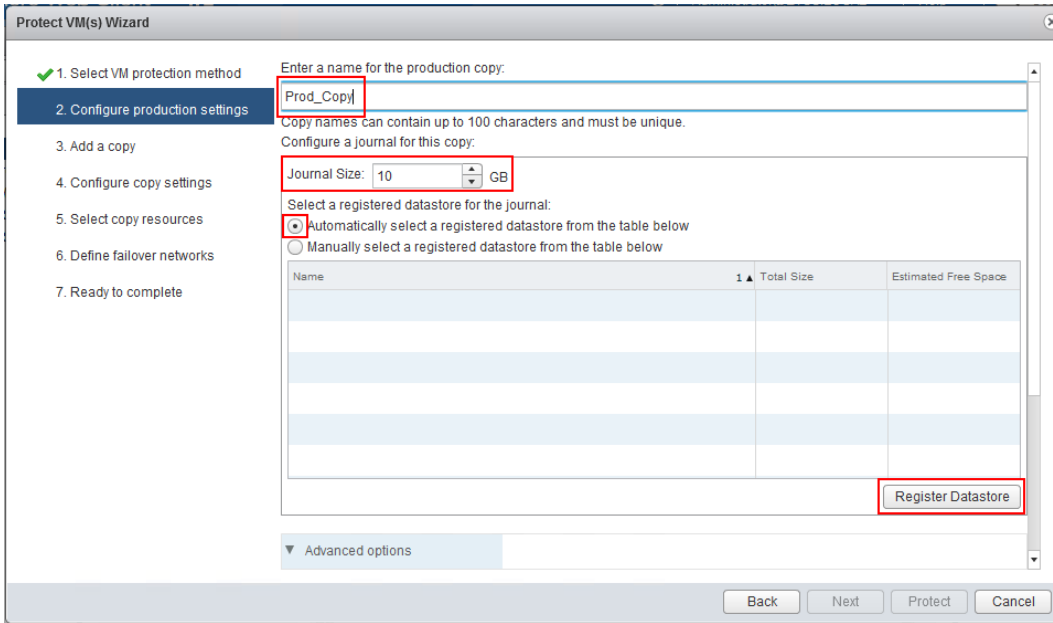 Protect VM(s) Wizard
1. Select VM protection method
2. Configure production settings
3. Add a copy
4. Configure copy settings
5. Select copy resources
6. Define failover networks
7. Ready to complete
Enter a name for the production copy:
Prod_Copy
Copy names can contain up to 100 characters and must be unique.
Configure a journal for this copy:
Journal Size: 10 GB
Select a registered datastore for the journal:
Automatically select a registered datastore from the table below
Manually select a registered datastore from the table below
Name 1 ▲ Total Size Estimated Free Space
Register Datastore
Advanced options
Back Next Protect Cancel